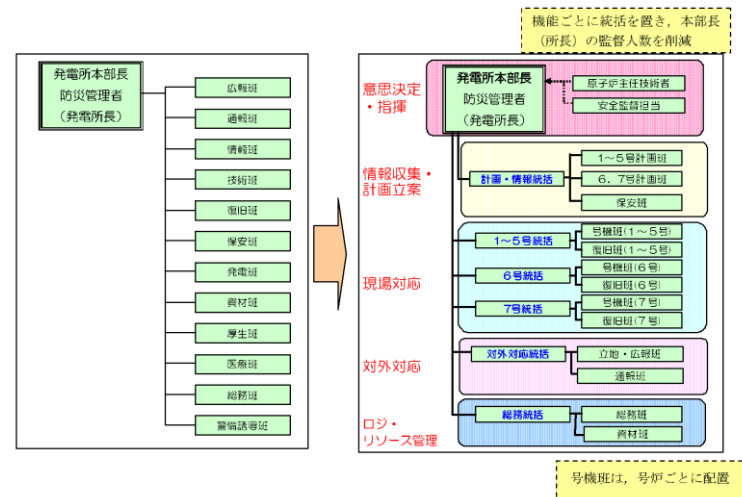 機能ごとに統括を置き，本部長
（所長）の監督人数を削減
発電所本部長
防災管理者
（発電所長）
広報班
通報班
情報班
技術班
復旧班
保安班
発電班
資材班
厚生班
医療班
総務班
警備誘導班
意思決定
・指揮
発電所本部長
防災管理者
（発電所長）
原子炉主任技術者
安全監督担当
情報収集・
計画立案
計画・情報統括
1～5号計画班
6．7号計画班
保安班
現場対応
1～5号統括
号機班(1～5号)
復旧班(1～5号)
6号統括
号機班(6号)
復旧班(6号)
7号統括
号機班(7号)
復旧班(7号)
対外対応
対外対応統括
立地・広報班
通報班
ロジ・
リソース管理
総務統括
総務班
資材班
号機班は，号炉ごとに配置